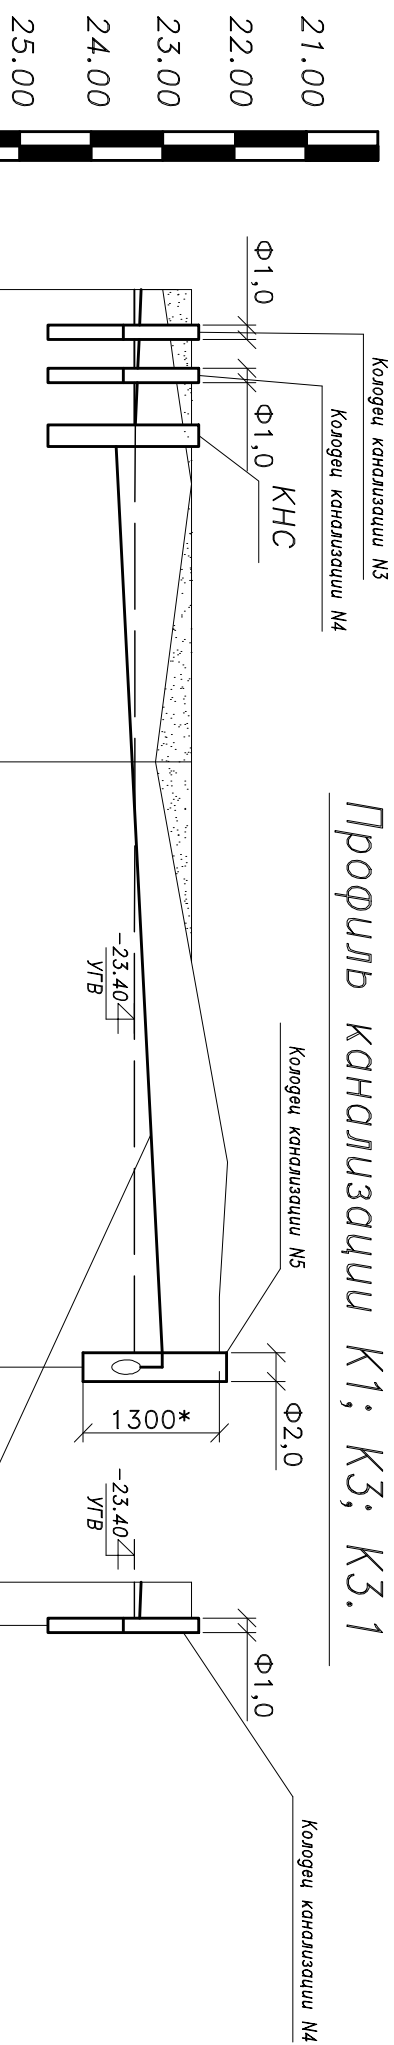 Профиль канализации К1; К3; К3.1
21.00
22.00
23.00
24.00
25.00
Колодец канализации N3
Колодец канализации N4
КНС
Ф1,0
Ф1,0
Колодец канализации N5
Ф2,0
1300*
-23.40
УГВ
-23.40
УГВ
Ф1,0
Колодец канализации N4